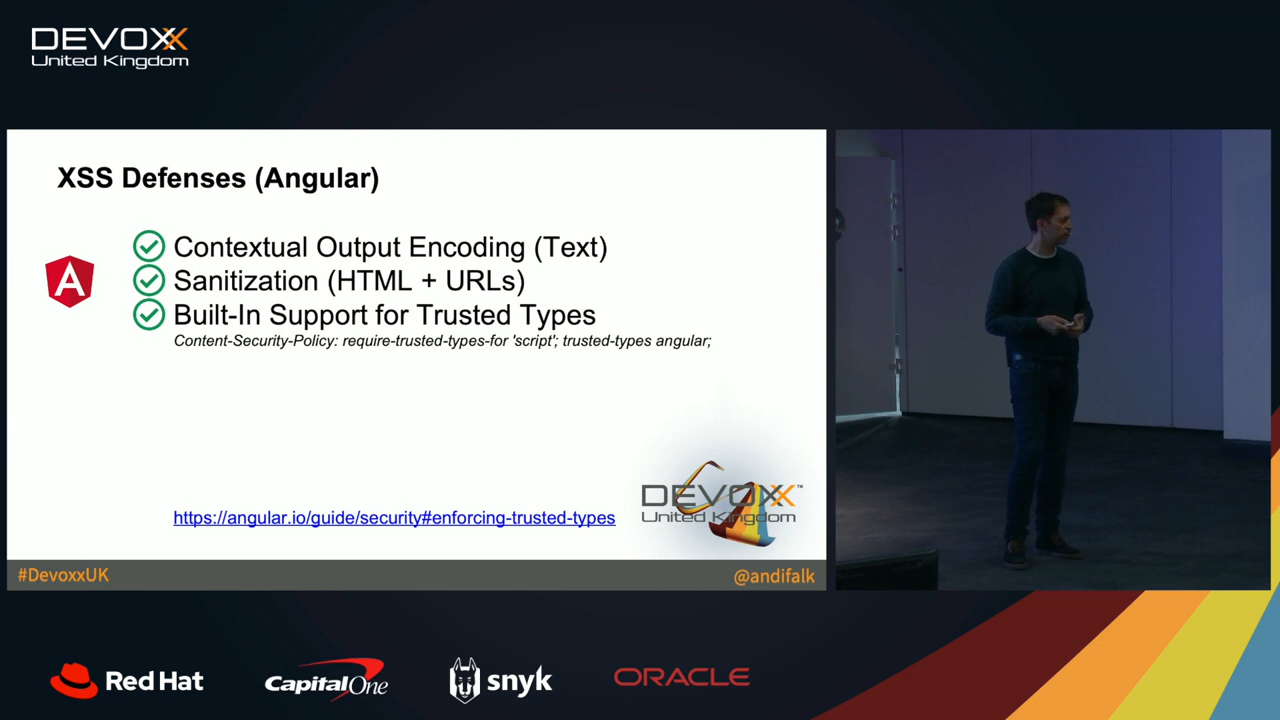 DEVOXX
United Kingdom
XSS Defenses (Angular)
Contextual Output Encoding (Text)
Sanitization (HTML + URLs)
Built-In Support for Trusted Types
Content-Security-Policy: require-trusted-types-for 'script'; trusted-types angular;
https://angular.io/guide/security#enforcing-trusted-types
DEVOXX™
United Kingdom
#DevoxxUK
@andifalk
Red Hat
Capital One
snyk
ORACLE